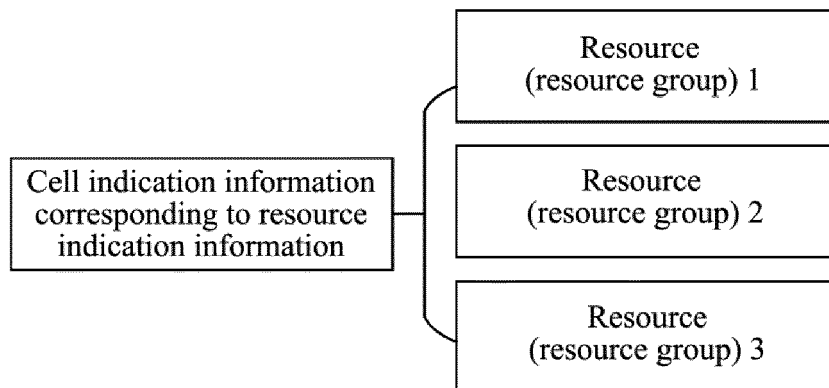 Resource
(resource group) 1
Cell indication information
corresponding to resource
indication information
Resource
(resource group) 2
Resource
(resource group) 3